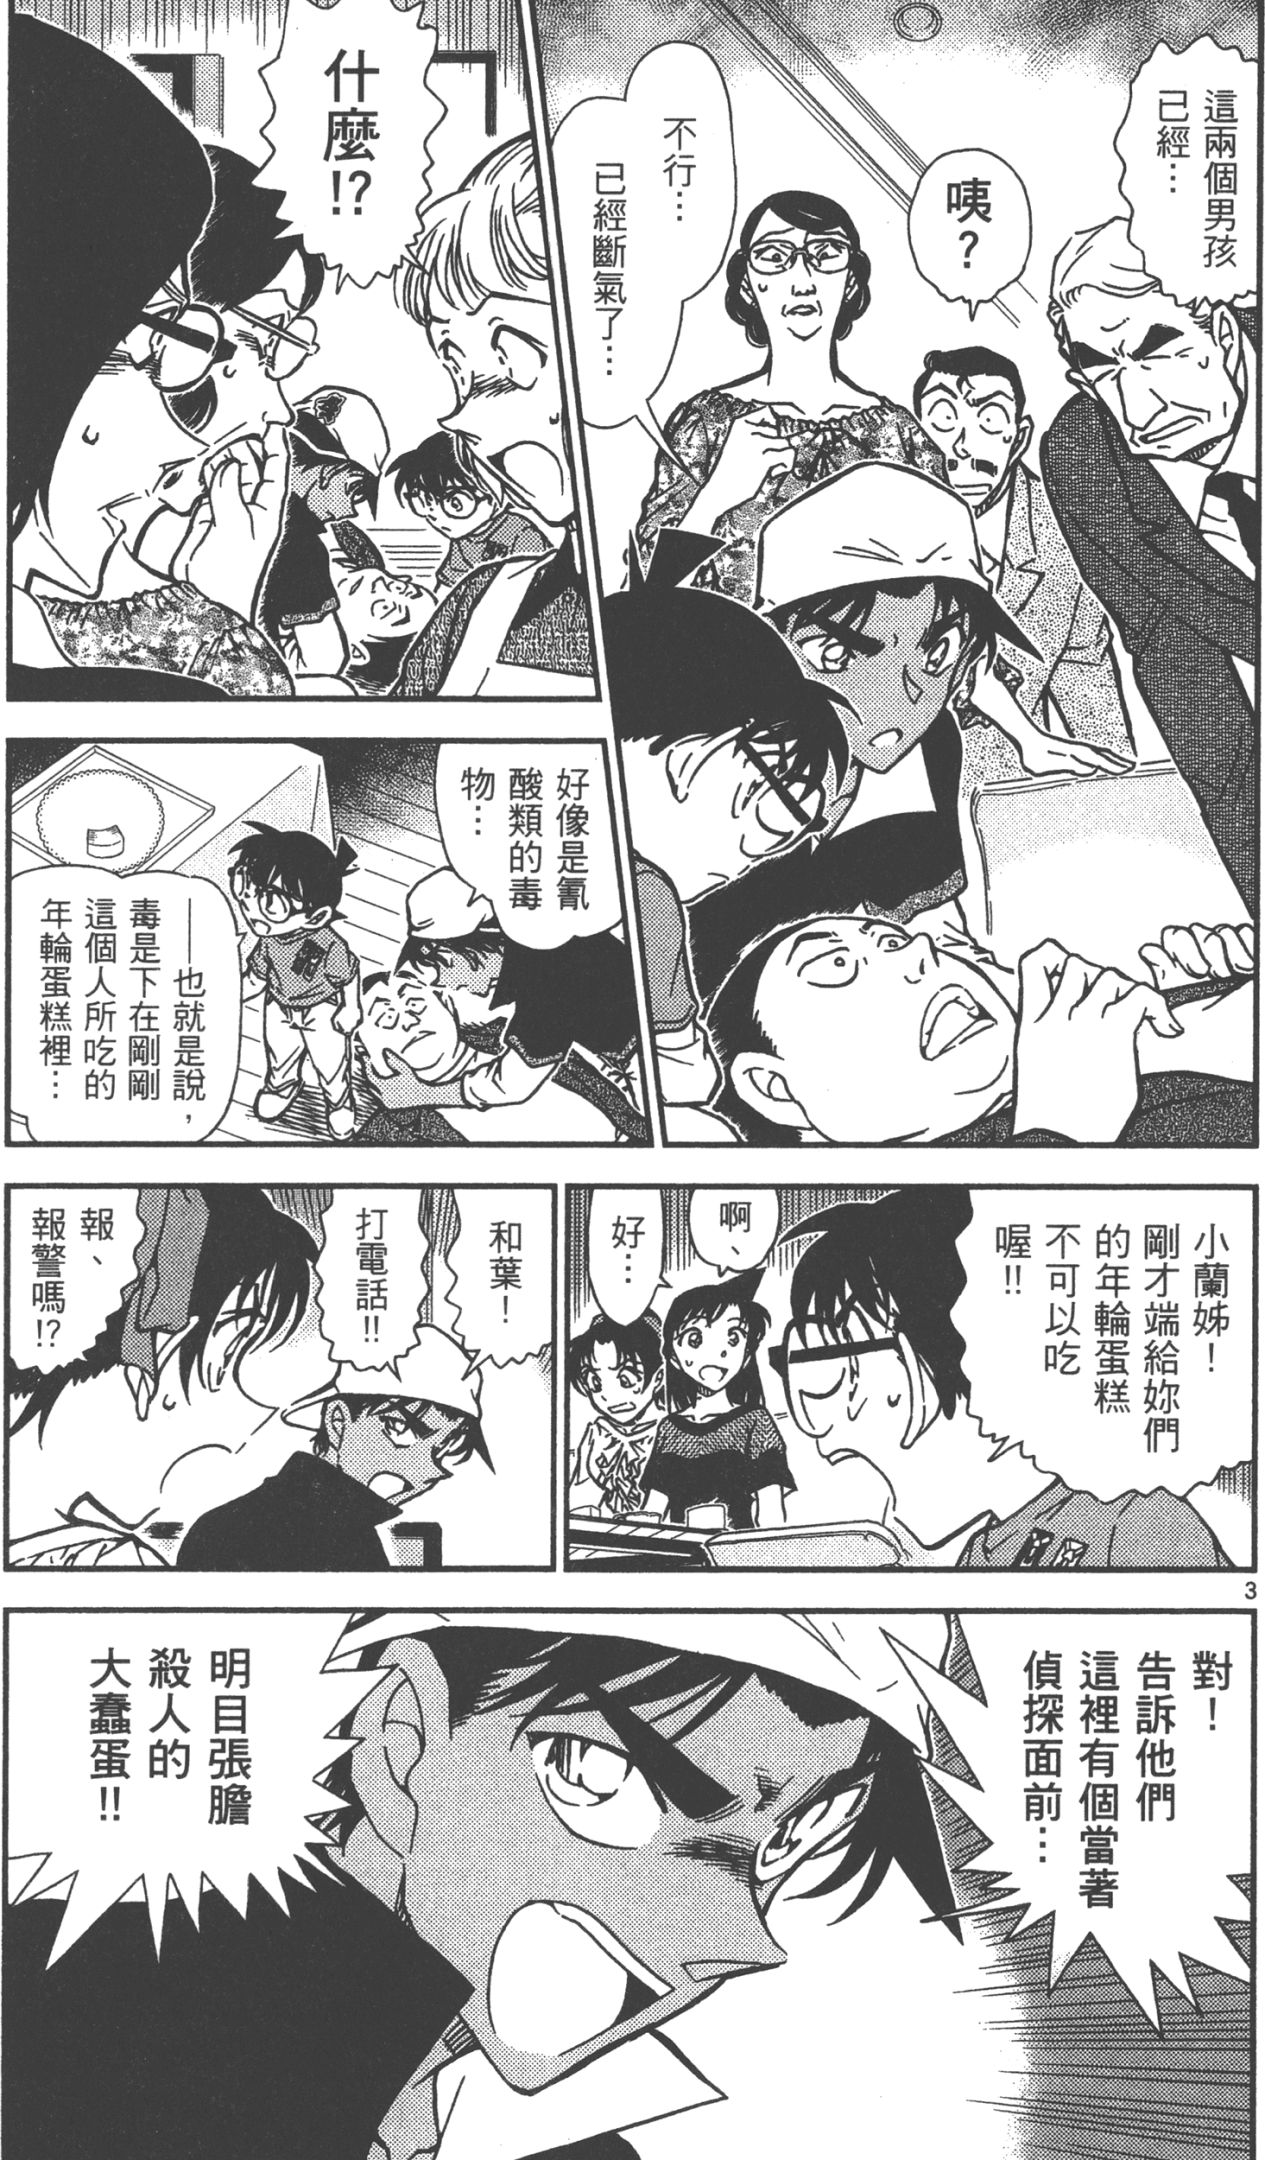 這兩個男孩
已經…
咦?
不行…
已經斷氣了…
什麼!?
好像是氰
酸類的毒
物…
——也就是說,
毒是下在剛剛
這個人所吃的
年輪蛋糕裡…
小蘭姊!
剛才端給妳們
的年輪蛋糕
不可以吃
喔!!
啊、
好…
和葉!
打電話!!
報、
報警嗎!?
3
對!
告訴他們
這裡有個當著
偵探面前…
明目張膽
殺人的
大蠢蛋!!